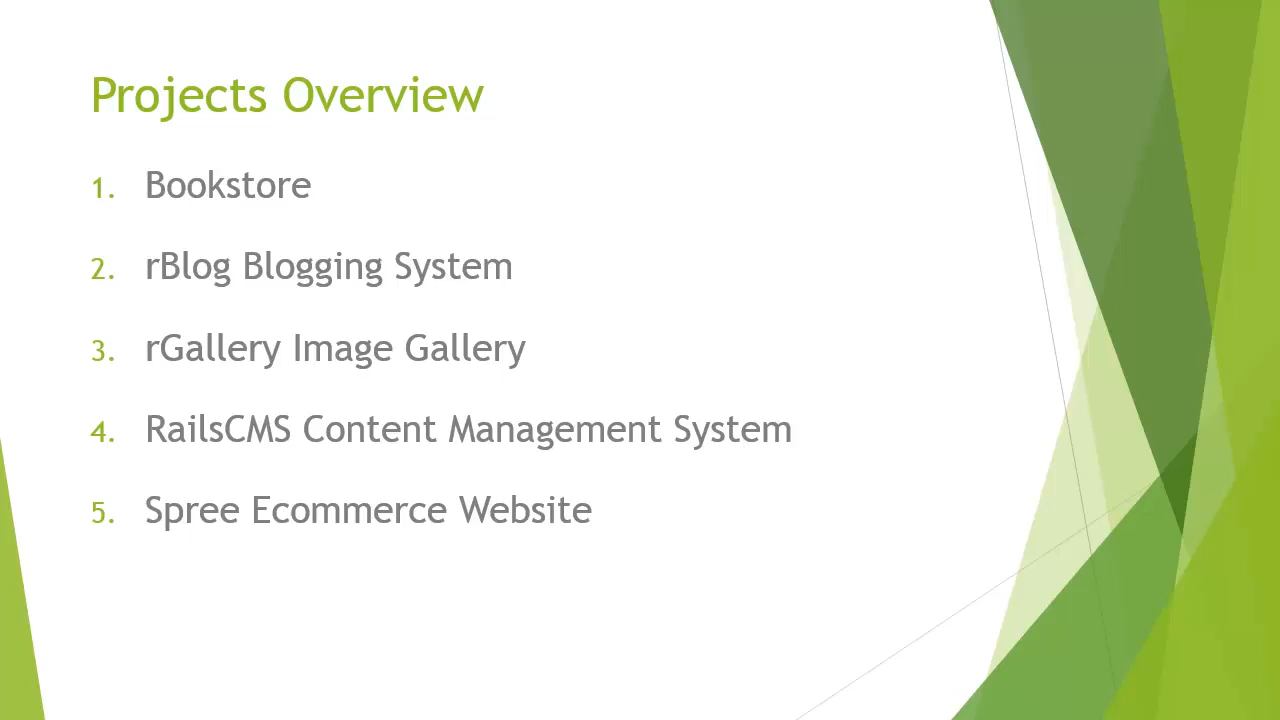 Projects Overview
1. Bookstore
2. rBlog Blogging System
3. rGallery Image Gallery
4. RailsCMS Content Management System
5. Spree Ecommerce Website